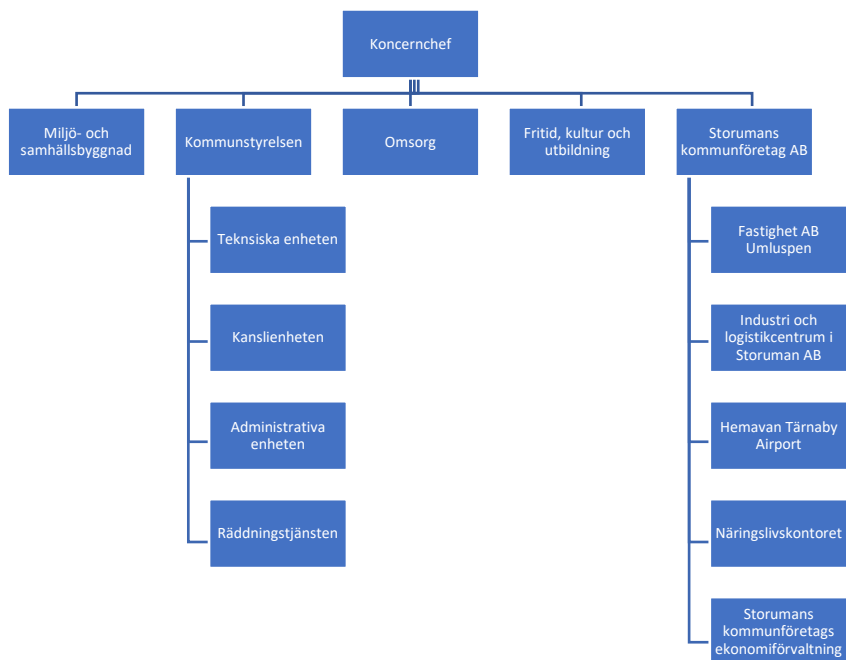 Koncernchef
Miljö- och
samhällsbyggnad
Kommunstyrelsen
Omsorg
Fritid, kultur och
utbildning
Storumans
kommunföretag AB
Teknsiska enheten
Kanslienheten
Administrativa
enheten
Räddningstjänsten
Fastighet AB
Umluspen
Industri och
logistikcentrum i
Storuman AB
Hemavan Tärnaby
Airport
Näringslivskontoret
Storumans
kommunföretags
ekonomiförvaltning